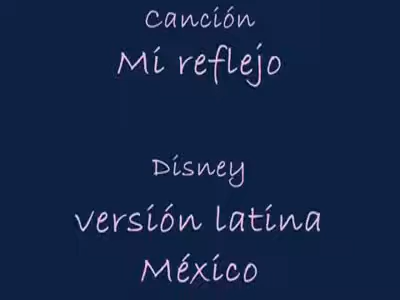 Canción
Mi reflejo
Disney
versión latina
México